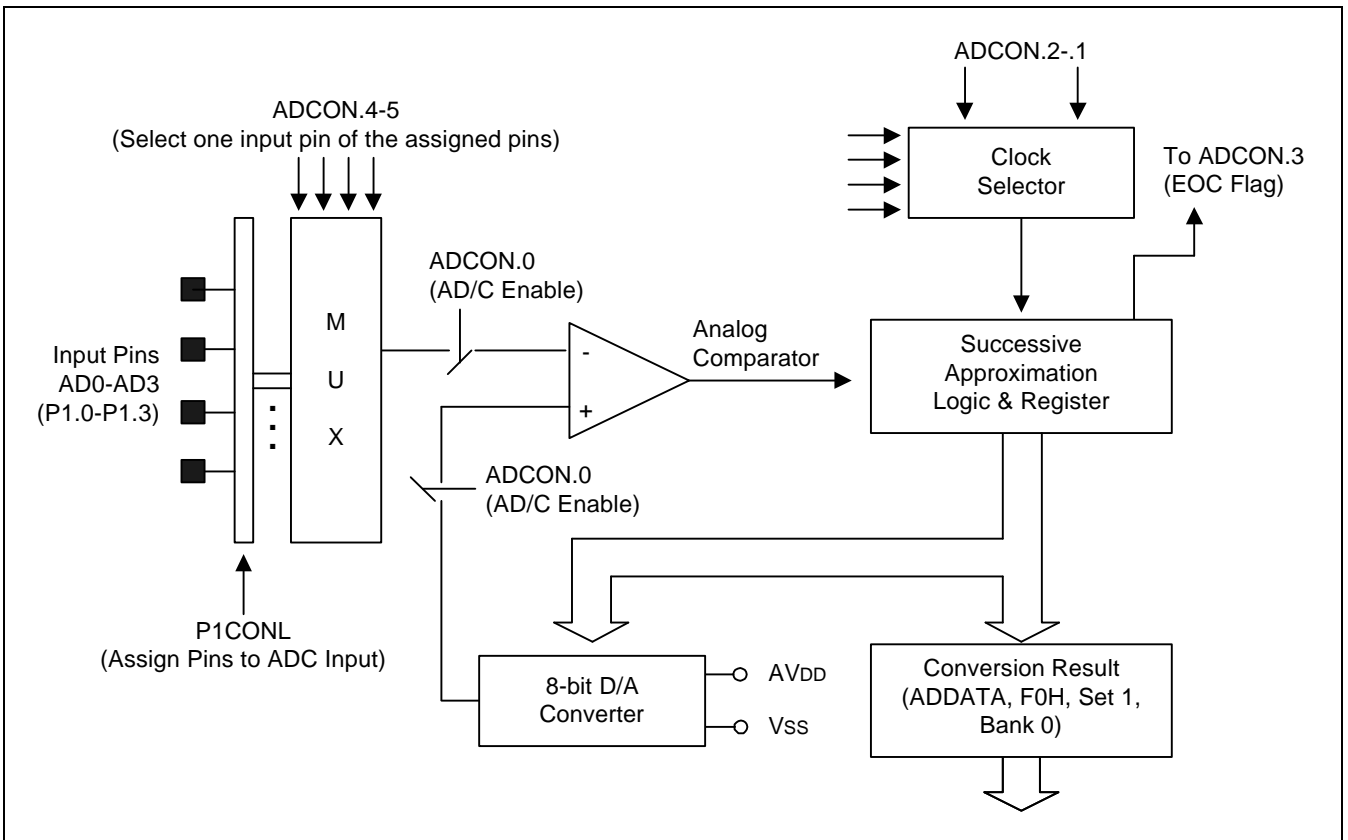 ADCON.2-.1
ADCON.4-5
(Select one input pin of the assigned pins)
Clock
Selector
To ADCON.3
(EOC Flag)
ADCON.0
(AD/C Enable)
M
U
X
Input Pins
AD0-AD3
(P1.0-P1.3)
-
+
Analog
Comparator
Successive
Approximation
Logic & Register
ADCON.0
(AD/C Enable)
P1CONL
(Assign Pins to ADC Input)
8-bit D/A
Converter
AVDD
VSS
Conversion Result
(ADDATA, F0H, Set 1,
Bank 0)